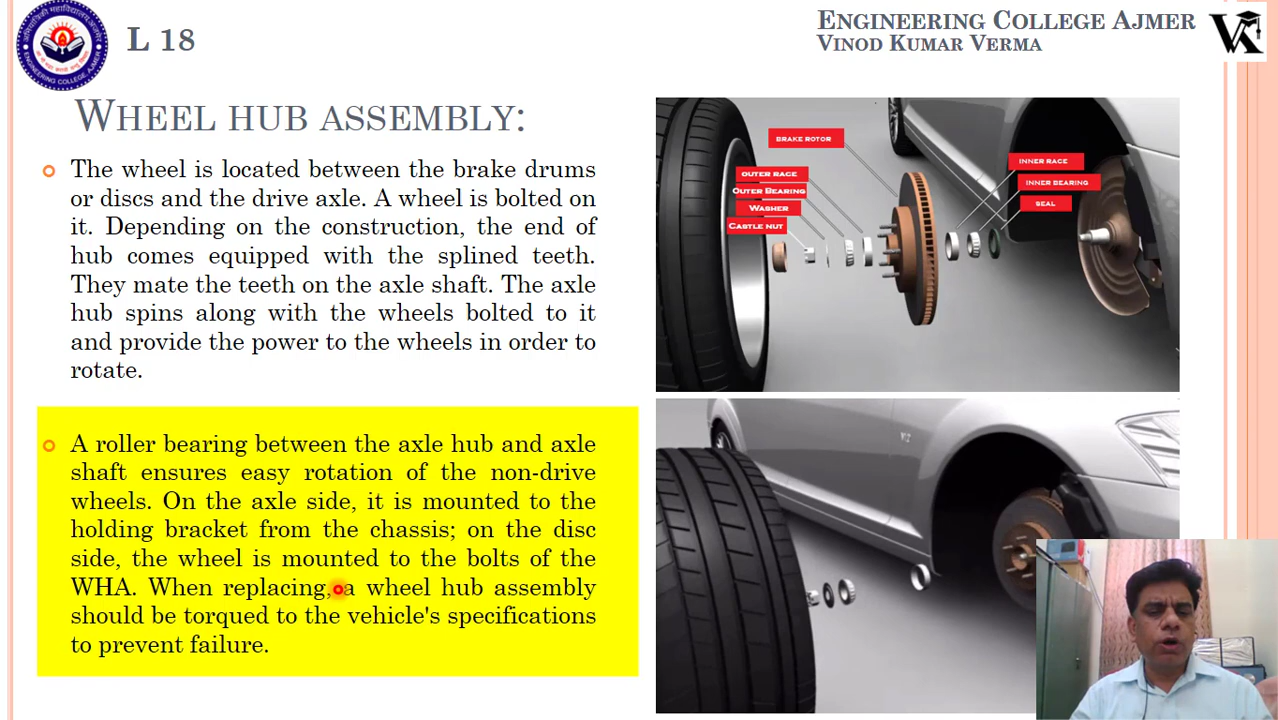 L 18
ENGINEERING COLLEGE AJMER
VINOD KUMAR VERMA
WHEEL HUB ASSEMBLY:
The wheel is located between the brake drums
or discs and the drive axle. A wheel is bolted on
it. Depending on the construction, the end of
hub comes equipped with the splined teeth.
They mate the teeth on the axle shaft. The axle
hub spins along with the wheels bolted to it
and provide the power to the wheels in order to
rotate.
A roller bearing between the axle hub and axle
shaft ensures easy rotation of the non-drive
wheels. On the axle side, it is mounted to the
holding bracket from the chassis; on the disc
side, the wheel is mounted to the bolts of the
WHA. When replacing, a wheel hub assembly
should be torqued to the vehicle's specifications
to prevent failure.
BRAKE ROTOR
OUTER RACE
OUTER BEARING
WASHER
CASTLE NUT
INNER RACE
INNER BEARING
SEAL